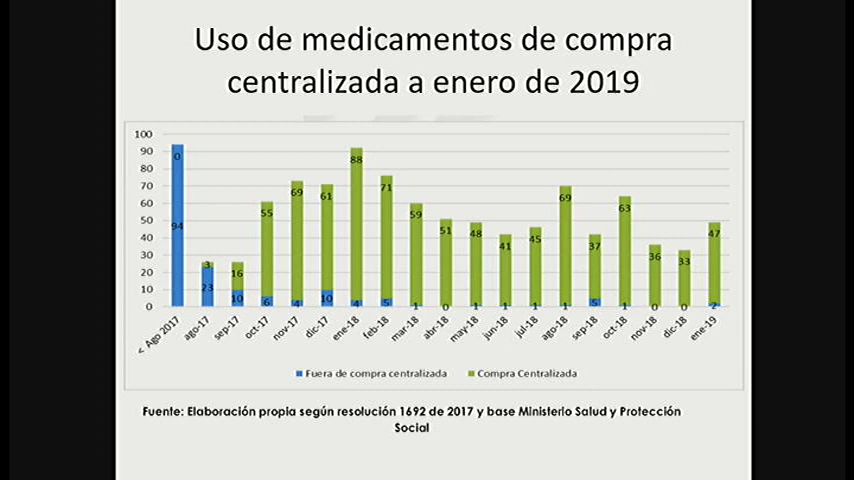 Uso de medicamentos de compra
centralizada a enero de 2019
100
90
80
70
60
50
40
30
20
10
0
0
94
3
23
16
10
55
6
69
4
61
10
88
4
71
5
59
1
51
0
48
1
41
1
45
1
69
1
37
5
63
1
36
0
33
0
47
2
< Ago 2017
ago-17
sep-17
oct-17
nov-17
dic-17
ene-18
feb-18
mar-18
abr-18
may-18
jun-18
jul-18
ago-18
sep-18
oct-18
nov-18
dic-18
ene-19
Fuera de compra centralizada
Compra Centralizada
Fuente: Elaboración propia según resolución 1692 de 2017 y base Ministerio Salud y Protección
Social